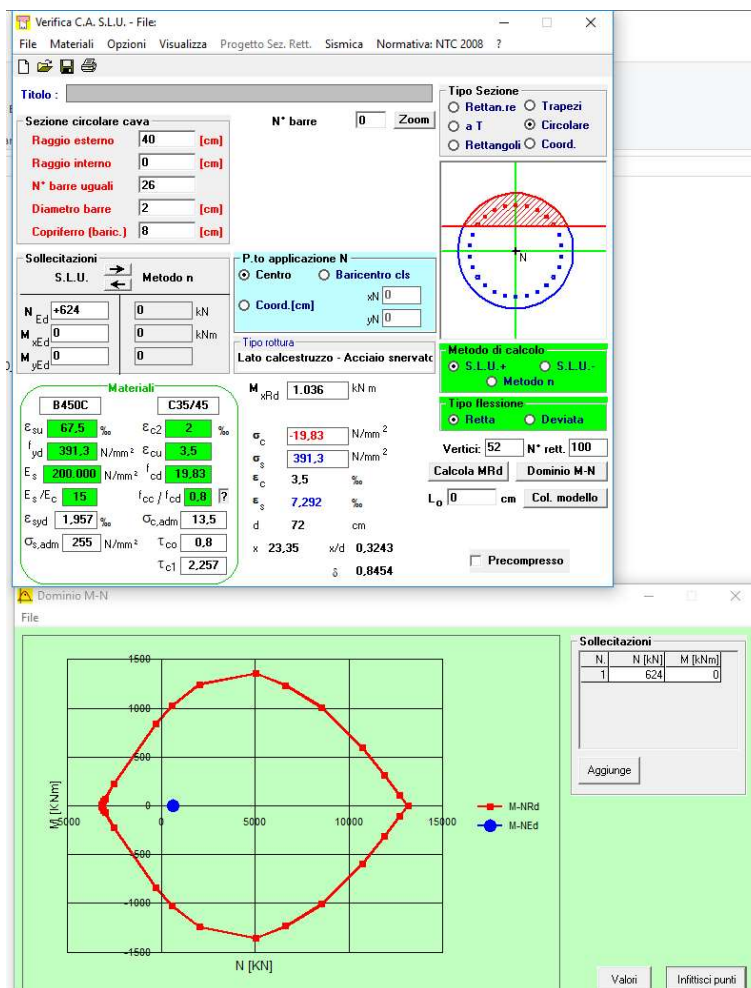 Verifica C.A. S.L.U. - File:
File Materiali Opzioni Visualizza Progetto Sez. Rett. Sismica Normativa: NTC 2008 ?
Titolo :
Tipo Sezione
Rettan.re Trapezi
a T Circolare
Rettangoli Coord.
Sezione circolare cava
N° barre 0 Zoom
Raggio esterno 40 [cm]
Raggio interno 0 [cm]
N° barre uguali 26
Diametro barre 2 [cm]
Copriferro (baric.) 8 [cm]
N
Sollecitazioni
S.L.U. Metodo n
N Ed +624 0 kN
M xEd 0 0 kNm
M yEd 0 0
P.to applicazione N
Centro Baricentro cls
Coord.[cm] xN 0
yN 0
Tipo rottura
Lato calcestruzzo - Acciaio snervato
Metodo di calcolo
S.L.U.+ S.L.U.-
Metodo n
Tipo flessione
Retta Deviata
Materiali
B450C C35/45
εsu 67,5 ‰ εc2 2 ‰
fyd 391,3 N/mm² εcu 3,5
Es 200.000 N/mm² fcd 19,83
Es /Ec 15 fcc / fcd 0,8 ?
εsyd 1,957 ‰ σc,adm 13,5
σs,adm 255 N/mm² τco 0,8
τc1 2,257
M xRd 1.036 kN m
σc -19,83 N/mm²
σs 391,3 N/mm²
εc 3,5 ‰
εs 7,292 ‰
d 72 cm
x 23,35 x/d 0,3243
δ 0,8454
Vertici: 52 N° rett. 100
Calcola MRd Dominio M-N
Lo 0 cm Col. modello
Precompresso
Dominio M-N
File
Sollecitazioni
N. N [kN] M [kNm]
1 624 0
Aggiunge
1500
1000
500
0
-500
-1000
-1500
M [KNm]
-5000 0 5000 10000 15000
N [KN]
M-NRd
M-NEd
Valori Infittisci punti